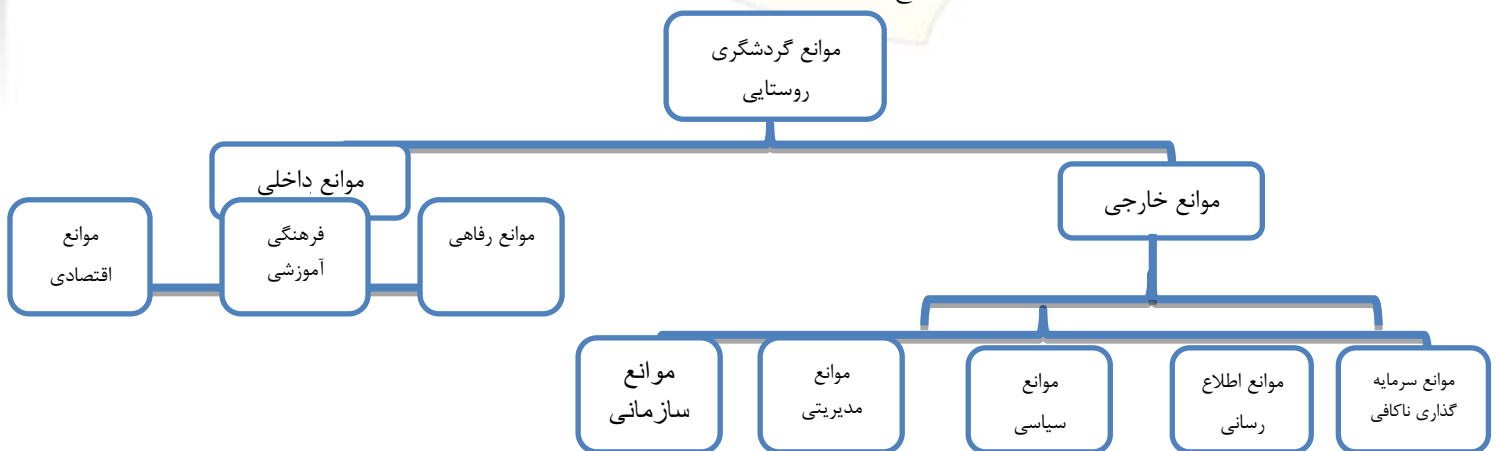 موانع گردشگری
روستایی
موانع خارجی
موانع داخلی
موانع رفاهی
فرهنگی
آموزشی
موانع
اقتصادی
موانع سرمایه
گذاری ناکافی
موانع اطلاع
رسانی
موانع
سیاسی
موانع
مدیریتی
موانع
سازمانی